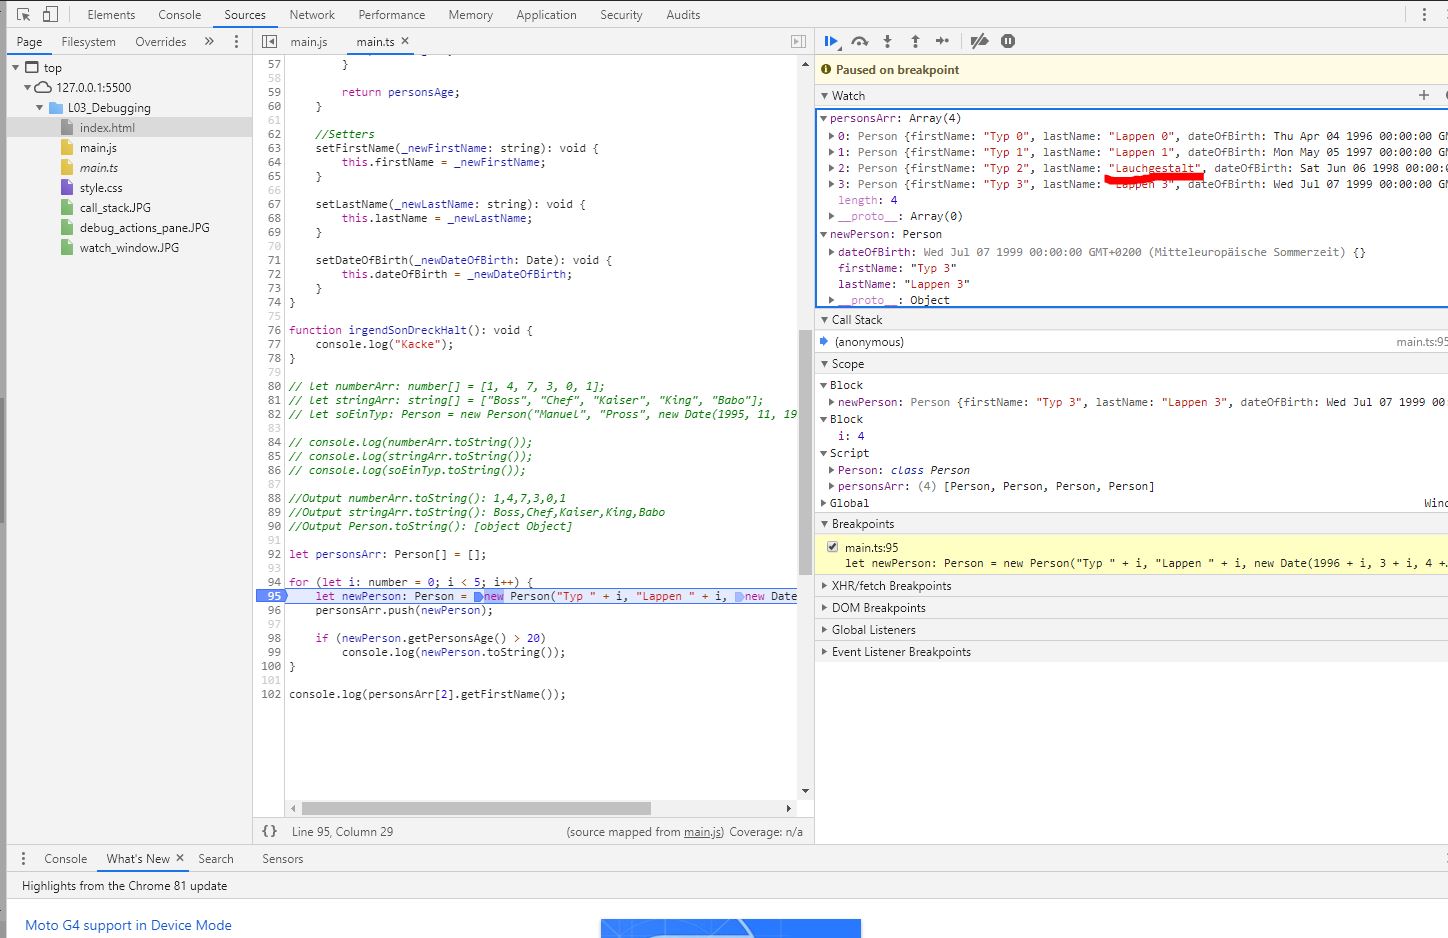 Elements Console Sources Network Performance Memory Application Security Audits
Page Filesystem Overrides »
top
127.0.0.1:5500
L03_Debugging
index.html
main.js
main.ts
style.css
call_stack.JPG
debug_actions_pane.JPG
watch_window.JPG
main.js main.ts ×
57 }
58
59 return personsAge;
60 }
61
62 //Setters
63 setFirstName(_newFirstName: string): void {
64 this.firstName = _newFirstName;
65 }
66
67 setLastName(_newLastName: string): void {
68 this.lastName = _newLastName;
69 }
70
71 setDateOfBirth(_newDateOfBirth: Date): void {
72 this.dateOfBirth = _newDateOfBirth;
73 }
74 }
75
76 function irgendSonDreckHalt(): void {
77 console.log("Kacke");
78 }
79
80 // let numberArr: number[] = [1, 4, 7, 3, 0, 1];
81 // let stringArr: string[] = ["Boss", "Chef", "Kaiser", "King", "Babo"];
82 // let soEinTyp: Person = new Person("Manuel", "Pross", new Date(1995, 11, 19
83
84 // console.log(numberArr.toString());
85 // console.log(stringArr.toString());
86 // console.log(soEinTyp.toString());
87
88 //Output numberArr.toString(): 1,4,7,3,0,1
89 //Output stringArr.toString(): Boss,Chef,Kaiser,King,Babo
90 //Output Person.toString(): [object Object]
91
92 let personsArr: Person[] = [];
93
94 for (let i: number = 0; i < 5; i++) {
95 let newPerson: Person = new Person("Typ " + i, "Lappen " + i, new Date
96 personsArr.push(newPerson);
97
98 if (newPerson.getPersonsAge() > 20)
99 console.log(newPerson.toString());
100 }
101
102 console.log(personsArr[2].getFirstName());
{} Line 95, Column 29 (source mapped from main.js) Coverage: n/a
Paused on breakpoint
Watch
personsArr: Array(4)
0: Person {firstName: "Typ 0", lastName: "Lappen 0", dateOfBirth: Thu Apr 04 1996 00:00:00 GM
1: Person {firstName: "Typ 1", lastName: "Lappen 1", dateOfBirth: Mon May 05 1997 00:00:00 GM
2: Person {firstName: "Typ 2", lastName: "Lauchgestalt", dateOfBirth: Sat Jun 06 1998 00:00:0
3: Person {firstName: "Typ 3", lastName: "Lappen 3", dateOfBirth: Wed Jul 07 1999 00:00:00 GM
length: 4
__proto__: Array(0)
newPerson: Person
dateOfBirth: Wed Jul 07 1999 00:00:00 GMT+0200 (Mitteleuropäische Sommerzeit) {}
firstName: "Typ 3"
lastName: "Lappen 3"
__proto__: Object
Call Stack
(anonymous) main.ts:95
Scope
Block
newPerson: Person {firstName: "Typ 3", lastName: "Lappen 3", dateOfBirth: Wed Jul 07 1999 00
Block
i: 4
Script
Person: class Person
personsArr: (4) [Person, Person, Person, Person]
Global Wind
Breakpoints
main.ts:95
let newPerson: Person = new Person("Typ " + i, "Lappen " + i, new Date(1996 + i, 3 + i, 4 +…
XHR/fetch Breakpoints
DOM Breakpoints
Global Listeners
Event Listener Breakpoints
Console What's New × Search Sensors
Highlights from the Chrome 81 update
Moto G4 support in Device Mode